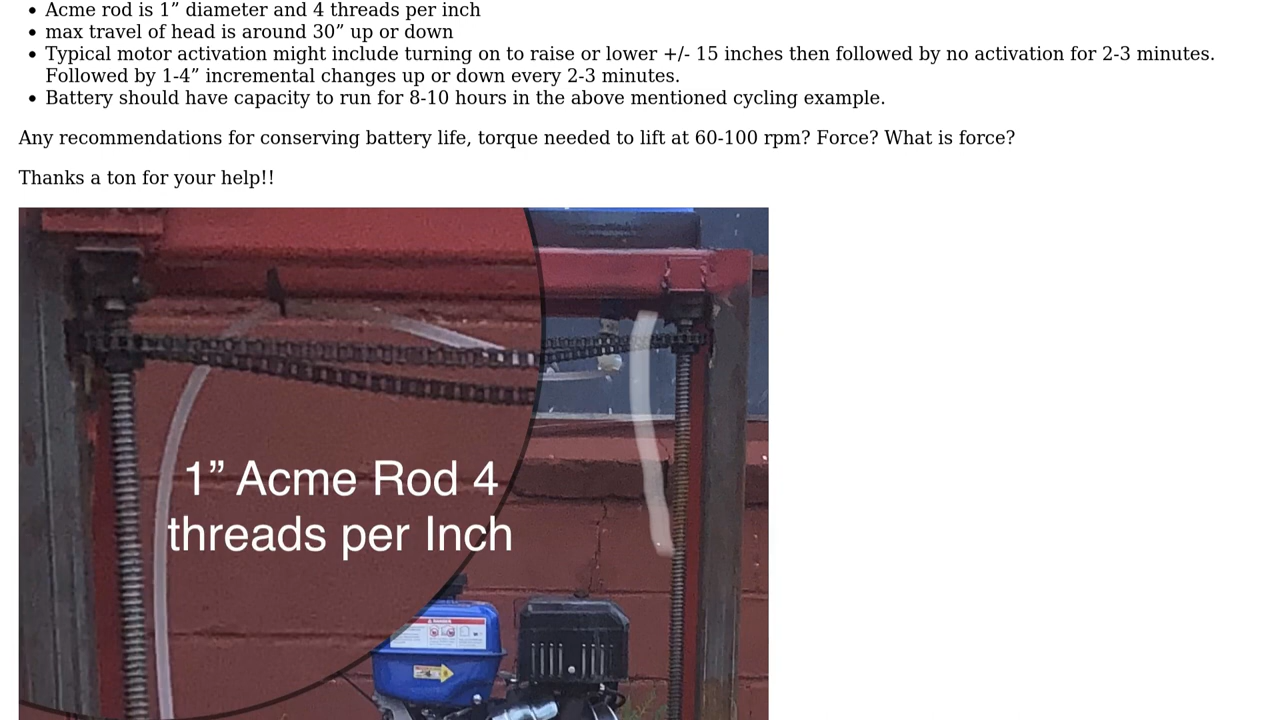 • Acme rod is 1” diameter and 4 threads per inch
• max travel of head is around 30” up or down
• Typical motor activation might include turning on to raise or lower +/- 15 inches then followed by no activation for 2-3 minutes.
Followed by 1-4” incremental changes up or down every 2-3 minutes.
• Battery should have capacity to run for 8-10 hours in the above mentioned cycling example.
Any recommendations for conserving battery life, torque needed to lift at 60-100 rpm? Force? What is force?
Thanks a ton for your help!!
1” Acme Rod 4
threads per Inch